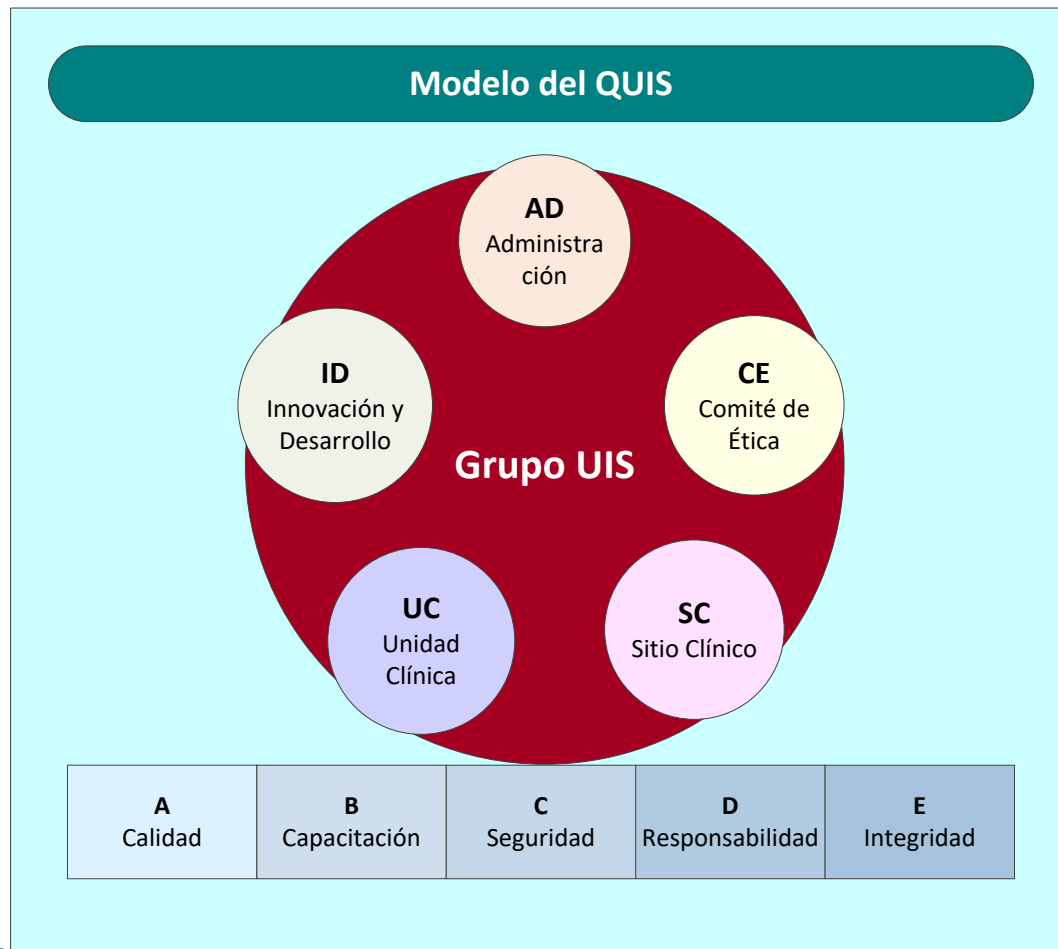 Modelo del QUIS
AD
Administra
ción
ID
Innovación y
Desarrollo
CE
Comité de
Ética
Grupo UIS
UC
Unidad
Clínica
SC
Sitio Clínico
A
Calidad
B
Capacitación
C
Seguridad
D
Responsabilidad
E
Integridad